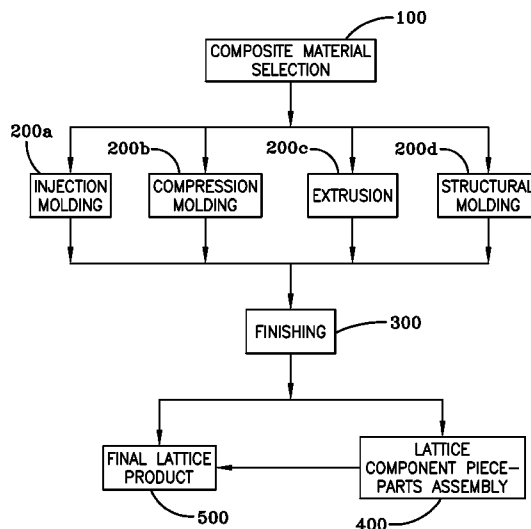 100
COMPOSITE MATERIAL
SELECTION
200a
200b
200c
200d
INJECTION
MOLDING
COMPRESSION
MOLDING
EXTRUSION
STRUCTURAL
MOLDING
FINISHING
300
FINAL LATTICE
PRODUCT
LATTICE
COMPONENT PIECE-
PARTS ASSEMBLY
500
400